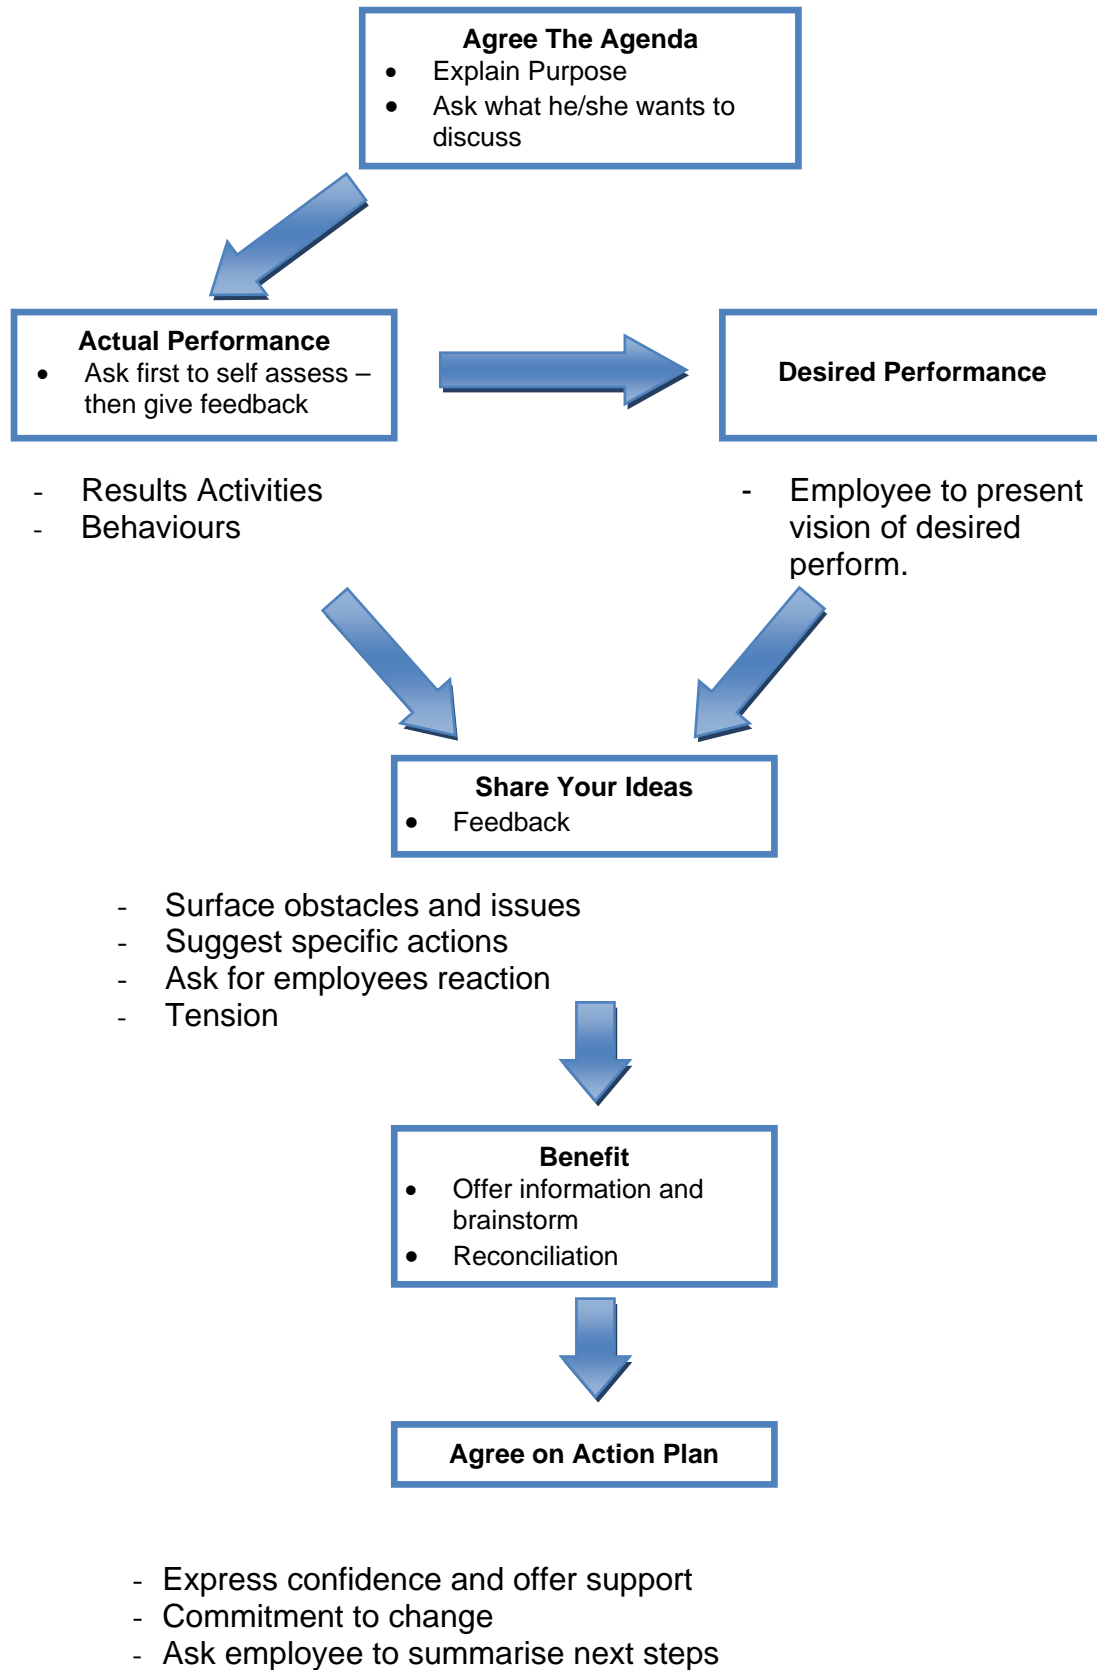 Agree The Agenda
• Explain Purpose
• Ask what he/she wants to
discuss
Actual Performance
• Ask first to self assess –
then give feedback
Desired Performance
- Results Activities
- Behaviours
- Employee to present
vision of desired
perform.
Share Your Ideas
• Feedback
- Surface obstacles and issues
- Suggest specific actions
- Ask for employees reaction
- Tension
Benefit
• Offer information and
brainstorm
• Reconciliation
Agree on Action Plan
- Express confidence and offer support
- Commitment to change
- Ask employee to summarise next steps